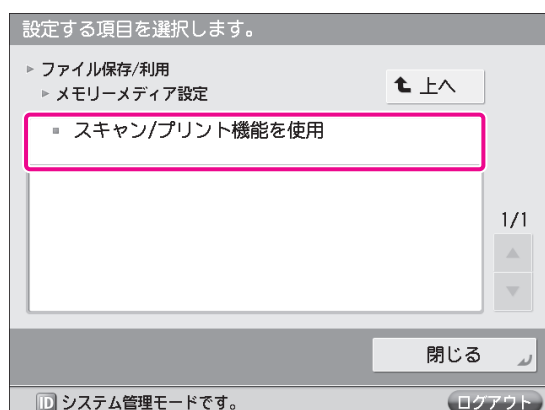 設定する項目を選択します。
ファイル保存/利用
メモリーメディア設定
上へ
スキャン/プリント機能を使用
1/1
閉じる
ID システム管理モードです。
ログアウト